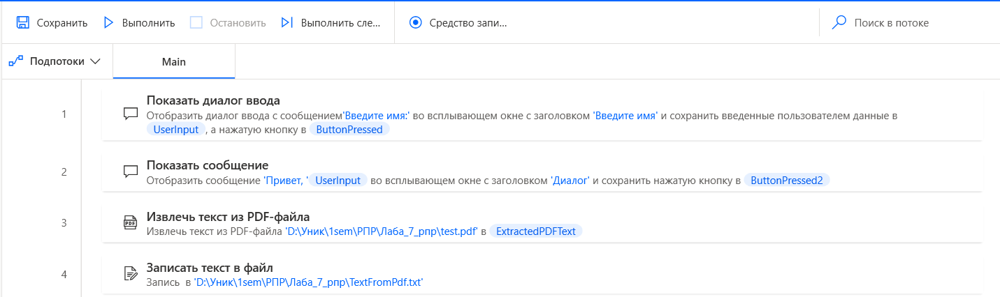 Сохранить Выполнить Остановить Выполнить сле... Средство запи... Поиск в потоке
Подпотоки Main
1 Показать диалог ввода
Отобразить диалог ввода с сообщением'Введите имя:' во всплывающем окне с заголовком 'Введите имя' и сохранить введенные пользователем данные в
UserInput , а нажатую кнопку в ButtonPressed
2 Показать сообщение
Отобразить сообщение 'Привет, ' UserInput во всплывающем окне с заголовком 'Диалог' и сохранить нажатую кнопку в ButtonPressed2
3 Извлечь текст из PDF-файла
Извлечь текст из PDF-файла 'D:\Уник\1sem\РПР\Лаба_7_рпр\test.pdf' в ExtractedPDFText
4 Записать текст в файл
Запись в 'D:\Уник\1sem\РПР\Лаба_7_рпр\TextFromPdf.txt'